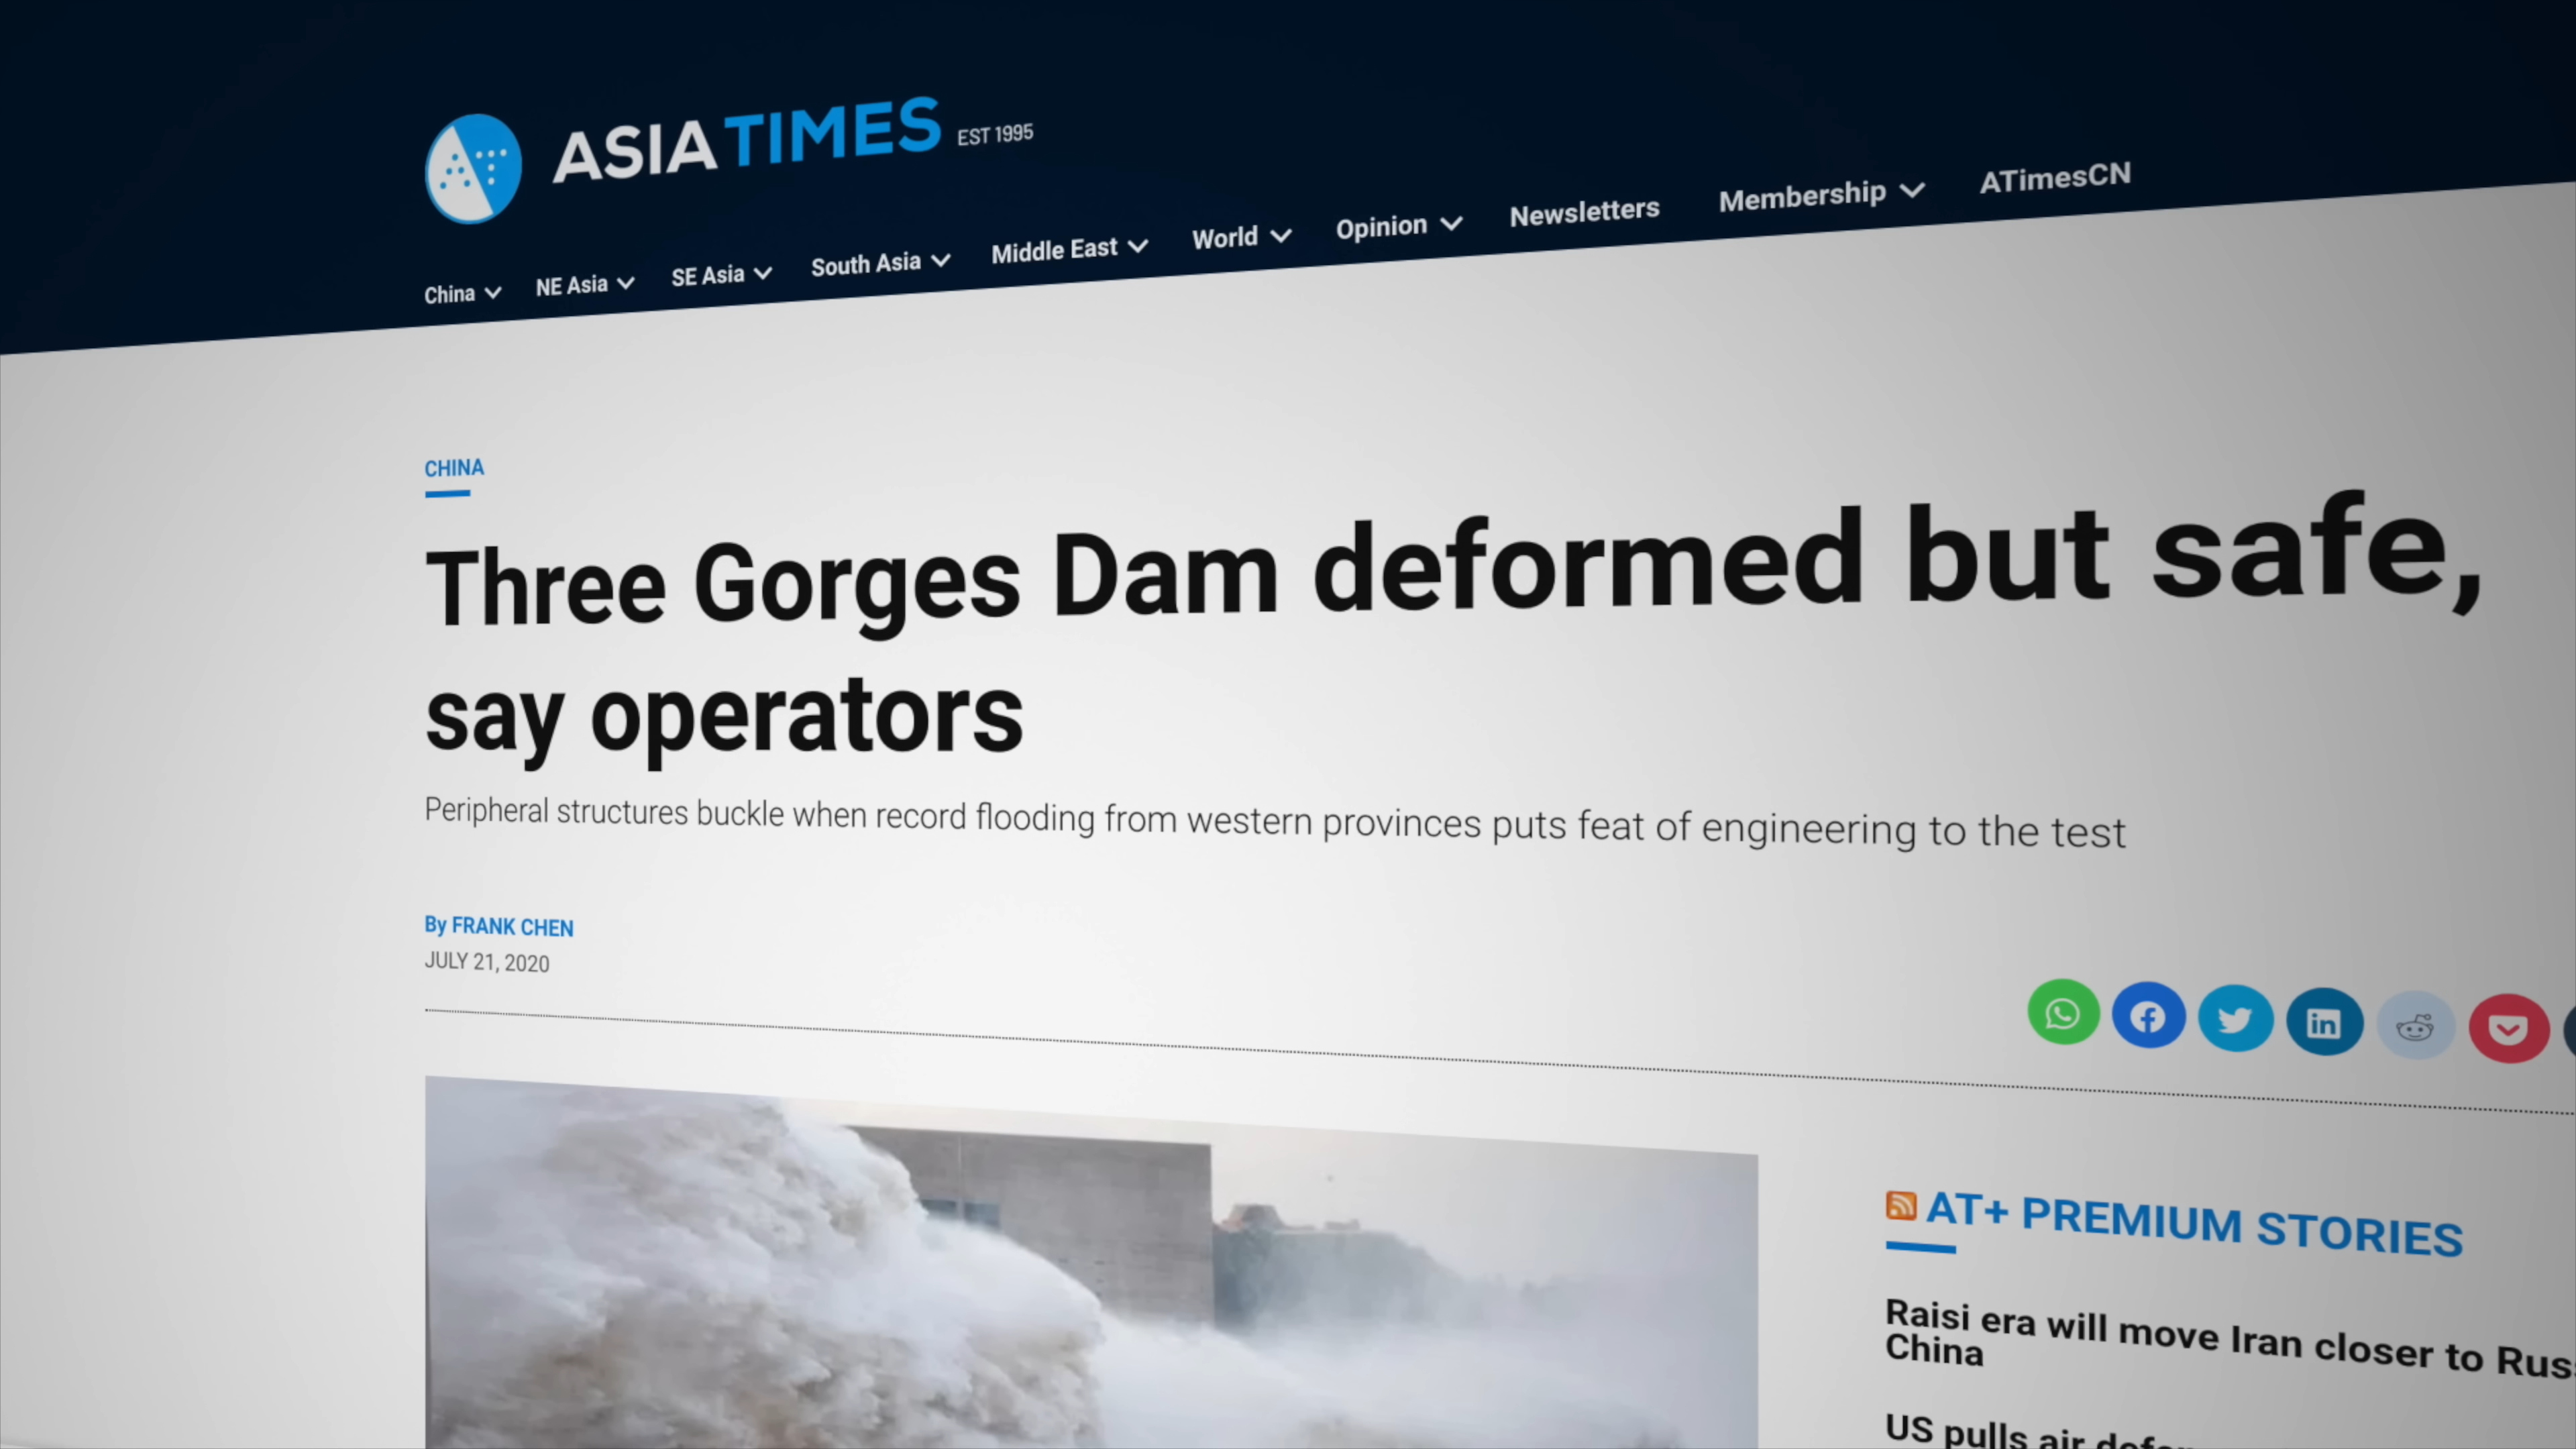 ASIA TIMES EST 1995
China NE Asia SE Asia South Asia Middle East World Opinion Newsletters Membership ATimesCN
CHINA
Three Gorges Dam deformed but safe,
say operators
Peripheral structures buckle when record flooding from western provinces puts feat of engineering to the test
By FRANK CHEN
JULY 21, 2020
AT+ PREMIUM STORIES
Raisi era will move Iran closer to
China
US pulls air